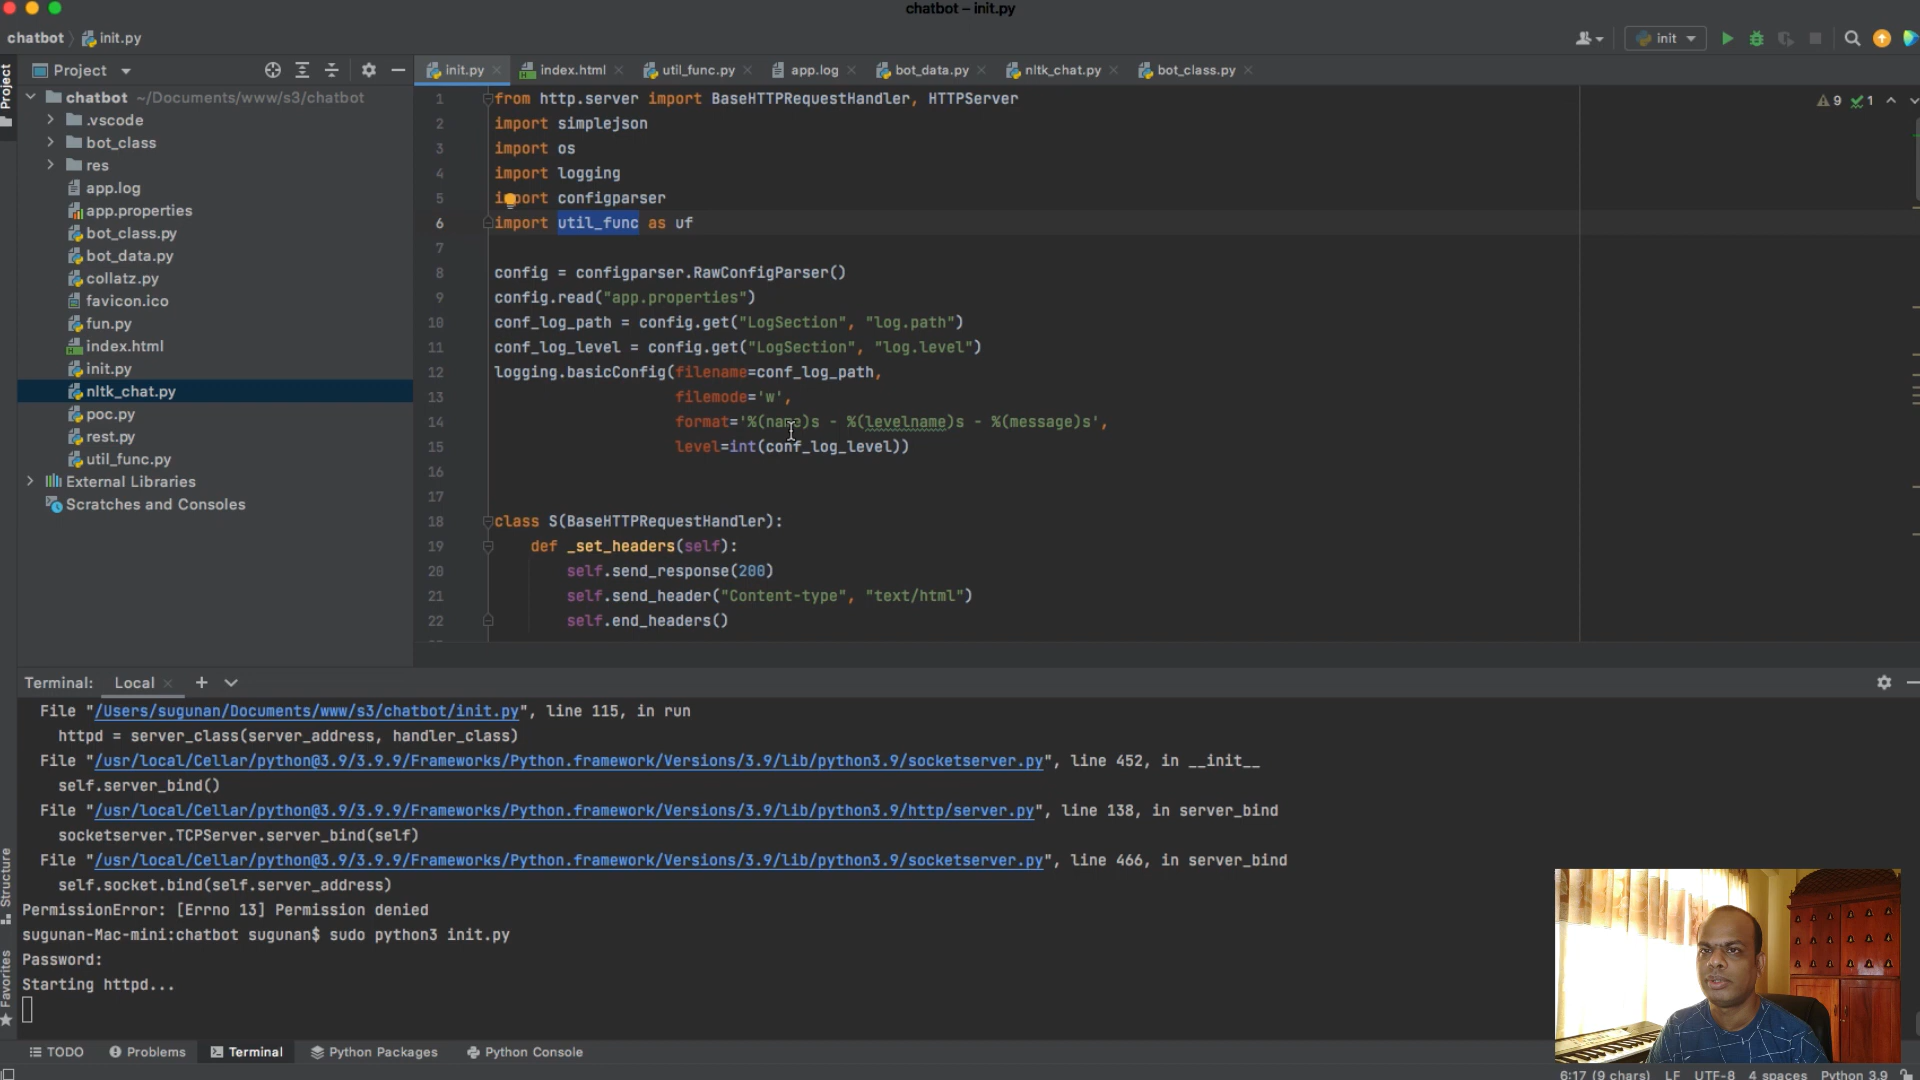 chatbot – init.py
chatbot
init.py
init
Project
Project
init.py
index.html
util_func.py
app.log
bot_data.py
nltk_chat.py
bot_class.py
chatbot ~/Documents/www/s3/chatbot
.vscode
bot_class
res
app.log
app.properties
bot_class.py
bot_data.py
collatz.py
favicon.ico
fun.py
index.html
init.py
nltk_chat.py
poc.py
rest.py
util_func.py
External Libraries
Scratches and Consoles
9 1
1 from http.server import BaseHTTPRequestHandler, HTTPServer
2 import simplejson
3 import os
4 import logging
5 import configparser
6 import util_func as uf
7
8 config = configparser.RawConfigParser()
9 config.read("app.properties")
10 conf_log_path = config.get("LogSection", "log.path")
11 conf_log_level = config.get("LogSection", "log.level")
12 logging.basicConfig(filename=conf_log_path,
13 filemode='w',
14 format='%(name)s - %(levelname)s - %(message)s',
15 level=int(conf_log_level))
16
17
18 class S(BaseHTTPRequestHandler):
19 def _set_headers(self):
20 self.send_response(200)
21 self.send_header("Content-type", "text/html")
22 self.end_headers()
Terminal: Local
File "/Users/sugunan/Documents/www/s3/chatbot/init.py", line 115, in run
httpd = server_class(server_address, handler_class)
File "/usr/local/Cellar/python@3.9/3.9.9/Frameworks/Python.framework/Versions/3.9/lib/python3.9/socketserver.py", line 452, in __init__
self.server_bind()
File "/usr/local/Cellar/python@3.9/3.9.9/Frameworks/Python.framework/Versions/3.9/lib/python3.9/http/server.py", line 138, in server_bind
socketserver.TCPServer.server_bind(self)
File "/usr/local/Cellar/python@3.9/3.9.9/Frameworks/Python.framework/Versions/3.9/lib/python3.9/socketserver.py", line 466, in server_bind
self.socket.bind(self.server_address)
PermissionError: [Errno 13] Permission denied
sugunan-Mac-mini:chatbot sugunan$ sudo python3 init.py
Password:
Starting httpd...
Structure
Favorites
TODO
Problems
Terminal
Python Packages
Python Console
6:17 (9 chars) LF UTF-8 4 spaces Python 3.9